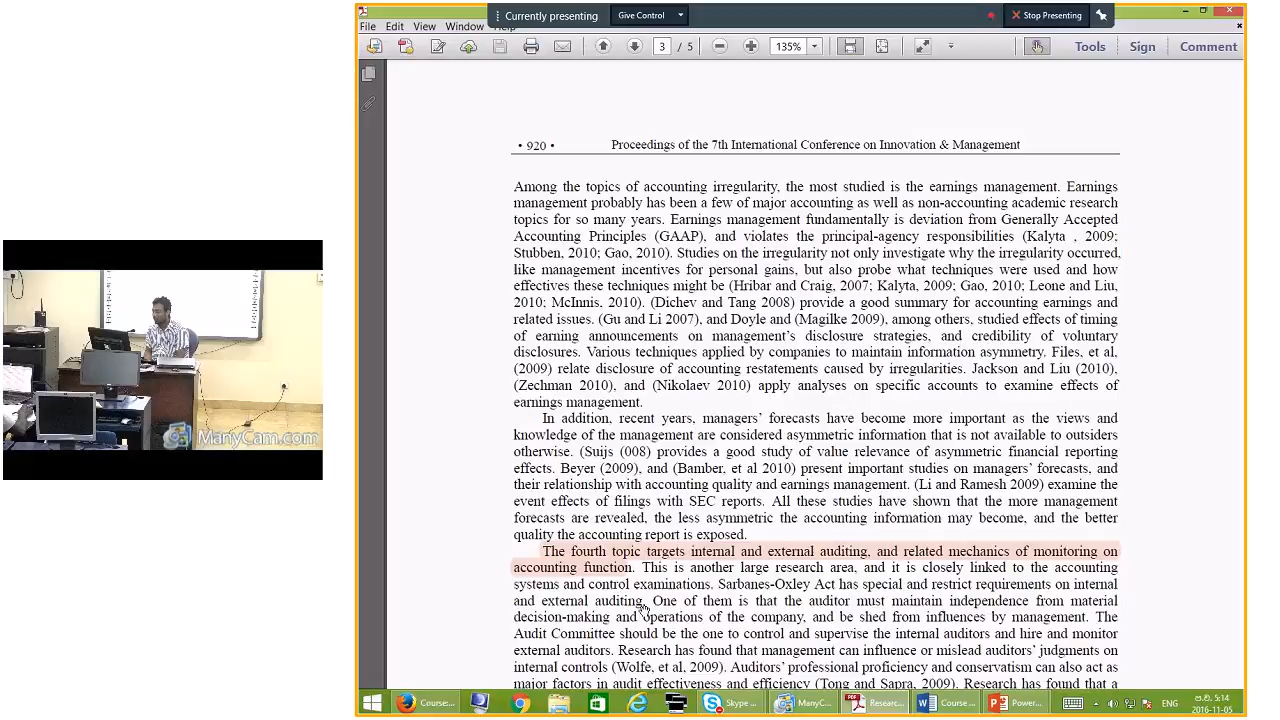 Currently presenting
Give Control
Stop Presenting
File Edit View Window Help
3 / 5
135%
Tools
Sign
Comment
• 920 •
Proceedings of the 7th International Conference on Innovation & Management
Among the topics of accounting irregularity, the most studied is the earnings management. Earnings
management probably has been a few of major accounting as well as non-accounting academic research
topics for so many years. Earnings management fundamentally is deviation from Generally Accepted
Accounting Principles (GAAP), and violates the principal-agency responsibilities (Kalyta , 2009;
Stubben, 2010; Gao, 2010). Studies on the irregularity not only investigate why the irregularity occurred,
like management incentives for personal gains, but also probe what techniques were used and how
effectives these techniques might be (Hribar and Craig, 2007; Kalyta, 2009; Gao, 2010; Leone and Liu,
2010; McInnis, 2010). (Dichev and Tang 2008) provide a good summary for accounting earnings and
related issues. (Gu and Li 2007), and Doyle and (Magilke 2009), among others, studied effects of timing
of earning announcements on management's disclosure strategies, and credibility of voluntary
disclosures. Various techniques applied by companies to maintain information asymmetry. Files, et al,
(2009) relate disclosure of accounting restatements caused by irregularities. Jackson and Liu (2010),
(Zechman 2010), and (Nikolaev 2010) apply analyses on specific accounts to examine effects of
earnings management.
In addition, recent years, managers' forecasts have become more important as the views and
knowledge of the management are considered asymmetric information that is not available to outsiders
otherwise. (Suijs (008) provides a good study of value relevance of asymmetric financial reporting
effects. Beyer (2009), and (Bamber, et al 2010) present important studies on managers' forecasts, and
their relationship with accounting quality and earnings management. (Li and Ramesh 2009) examine the
event effects of filings with SEC reports. All these studies have shown that the more management
forecasts are revealed, the less asymmetric the accounting information may become, and the better
quality the accounting report is exposed.
The fourth topic targets internal and external auditing, and related mechanics of monitoring on
accounting function. This is another large research area, and it is closely linked to the accounting
systems and control examinations. Sarbanes-Oxley Act has special and restrict requirements on internal
and external auditing. One of them is that the auditor must maintain independence from material
decision-making and operations of the company, and be shed from influences by management. The
Audit Committee should be the one to control and supervise the internal auditors and hire and monitor
external auditors. Research has found that management can influence or mislead auditors' judgments on
internal controls (Wolfe, et al, 2009). Auditors' professional proficiency and conservatism can also act as
major factors in audit effectiveness and efficiency (Tong and Sapra, 2009). Research has found that a
ManyCam.com
Course:...
Skype ...
ManyC...
Researc...
Course ...
Power...
ENG
5:14
2016-11-05